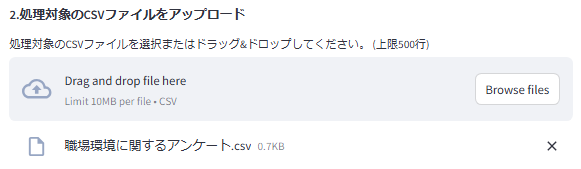 2.処理対象のCSVファイルをアップロード
処理対象のCSVファイルを選択またはドラッグ&ドロップしてください。 (上限500行)
Drag and drop file here
Limit 10MB per file • CSV
Browse files
職場環境に関するアンケート.csv 0.7KB